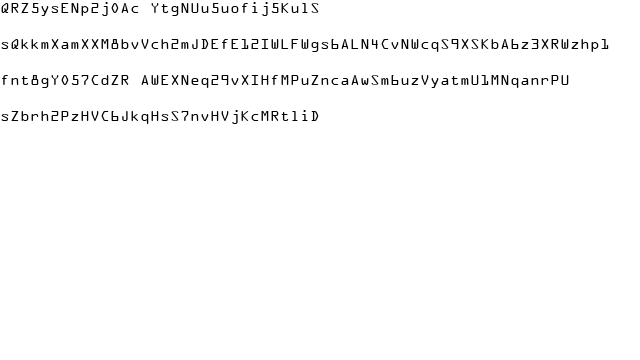 QRZ5ysENp2j0Ac YtgNUu5uofij5KulS
sQkkmXamXXM8bvVch2mJDEfE12IWLFWgs6ALN4CvNWcqS9XSKbA6z3XRWzhp1
fnt8gY057CdZR AWEXNeq29vXIHfMPuZncaAwSm6uzVyatmU1MNqanrPU
sZbrh2PzHVC6JkqHsS7nvHVjKcMRtliD